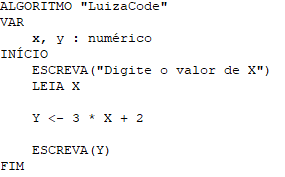 ALGORITMO "LuizaCode"
VAR
    x, y : numérico
INÍCIO
    ESCREVA("Digite o valor de X")
    LEIA X
    Y <- 3 * X + 2
    ESCREVA(Y)
FIM